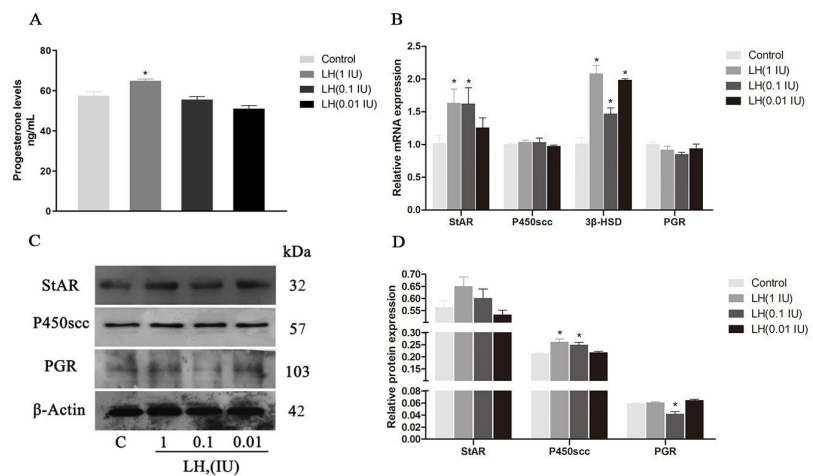 A
Progesterone levels
ng/mL
80
60
40
20
0
*
Control
LH(1 IU)
LH(0.1 IU)
LH(0.01 IU)
B
Relative mRNA expression
2.5
2.0
1.5
1.0
0.5
0.0
* *
* * *
StAR P450scc 3β-HSD PGR
Control
LH(1 IU)
LH(0.1 IU)
LH(0.01 IU)
C
kDa
StAR 32
P450scc 57
PGR 103
β-Actin 42
C 1 0.1 0.01
LH,(IU)
D
Relative protein expression
0.70
0.65
0.60
0.55
0.30
0.25
0.20
0.15
0.10
0.08
0.06
0.04
0.02
0.00
* *
*
StAR P450scc PGR
Control
LH(1 IU)
LH(0.1 IU)
LH(0.01 IU)